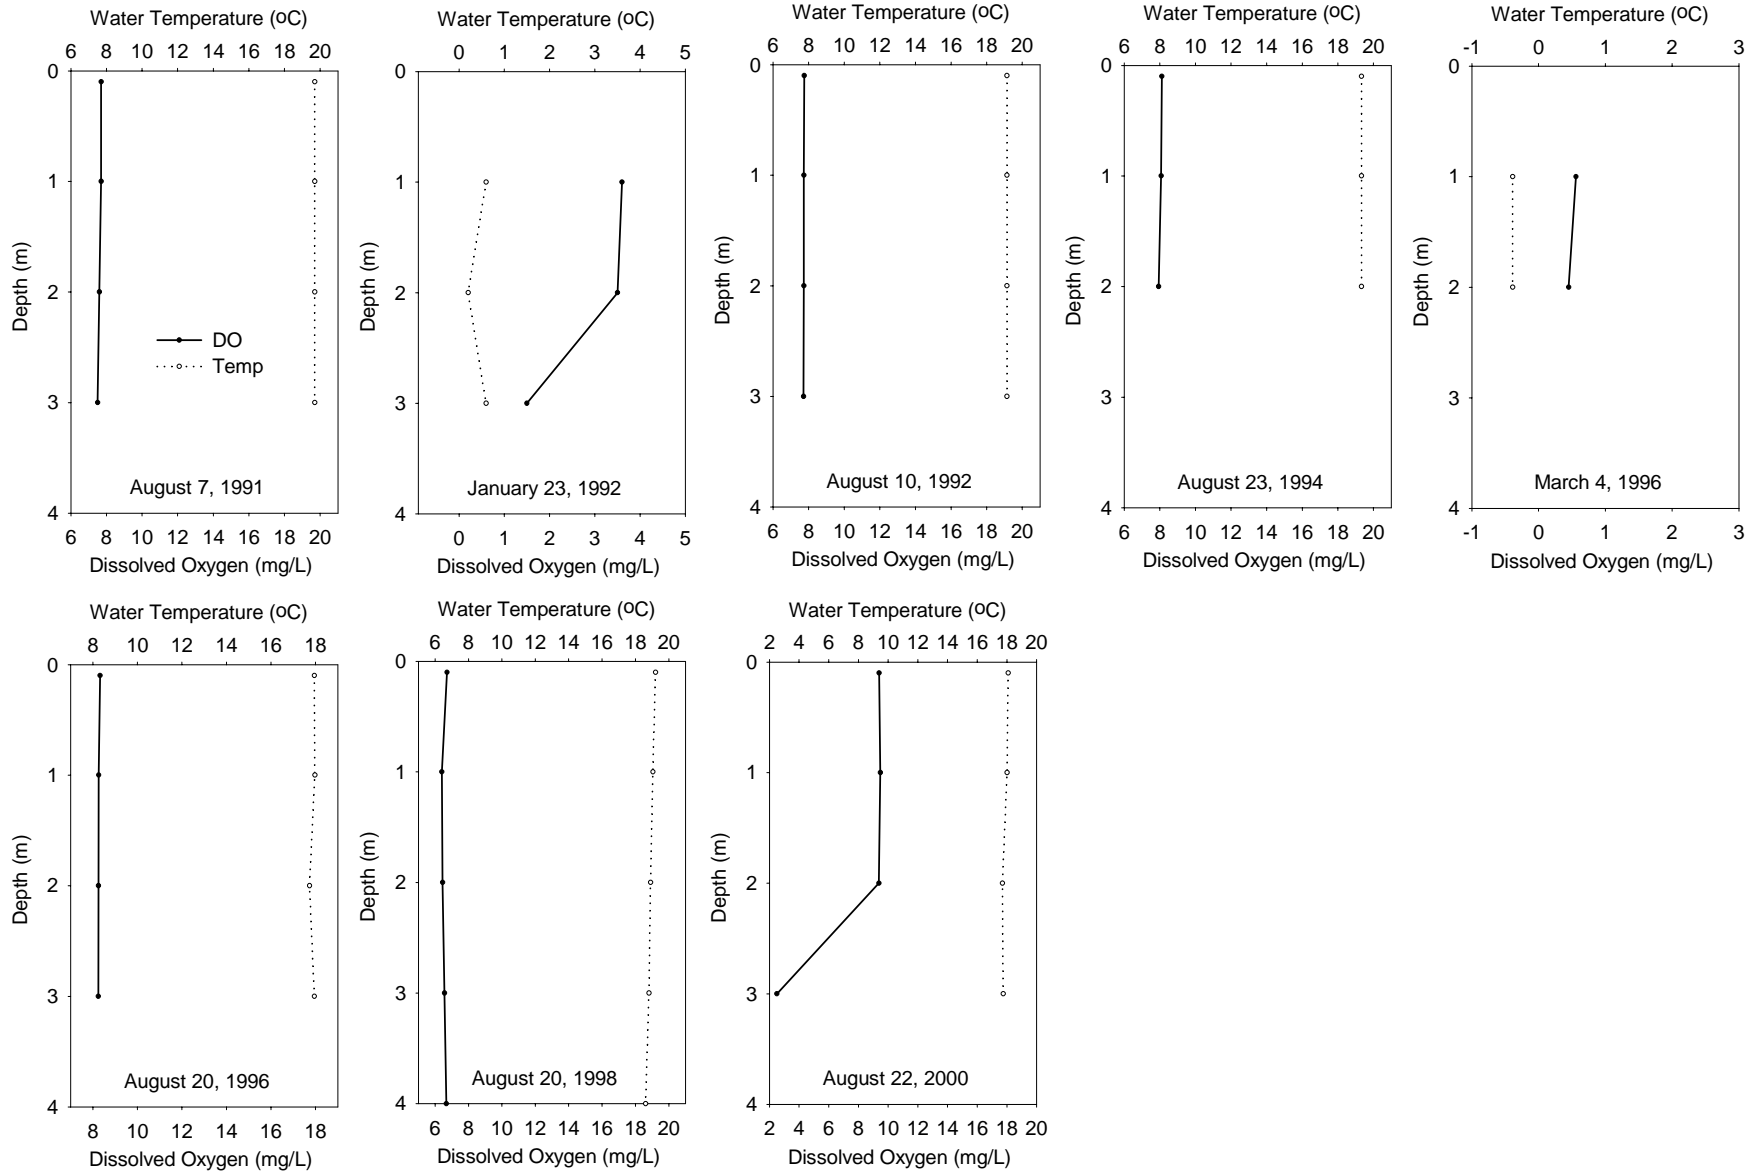 Water Temperature (oC)
6 8 10 12 14 16 18 20
0
1
2
3
4
Depth (m)
DO
Temp
August 7, 1991
6 8 10 12 14 16 18 20
Dissolved Oxygen (mg/L)
Water Temperature (oC)
0 1 2 3 4 5
0
1
2
3
4
Depth (m)
January 23, 1992
0 1 2 3 4 5
Dissolved Oxygen (mg/L)
Water Temperature (oC)
6 8 10 12 14 16 18 20
0
1
2
3
4
Depth (m)
August 10, 1992
6 8 10 12 14 16 18 20
Dissolved Oxygen (mg/L)
Water Temperature (oC)
6 8 10 12 14 16 18 20
0
1
2
3
4
Depth (m)
August 23, 1994
6 8 10 12 14 16 18 20
Dissolved Oxygen (mg/L)
Water Temperature (oC)
-1 0 1 2 3
0
1
2
3
4
Depth (m)
March 4, 1996
-1 0 1 2 3
Dissolved Oxygen (mg/L)
Water Temperature (oC)
8 10 12 14 16 18
0
1
2
3
4
Depth (m)
August 20, 1996
8 10 12 14 16 18
Dissolved Oxygen (mg/L)
Water Temperature (oC)
6 8 10 12 14 16 18 20
0
1
2
3
4
Depth (m)
August 20, 1998
6 8 10 12 14 16 18 20
Dissolved Oxygen (mg/L)
Water Temperature (oC)
2 4 6 8 10 12 14 16 18 20
0
1
2
3
4
Depth (m)
August 22, 2000
2 4 6 8 10 12 14 16 18 20
Dissolved Oxygen (mg/L)